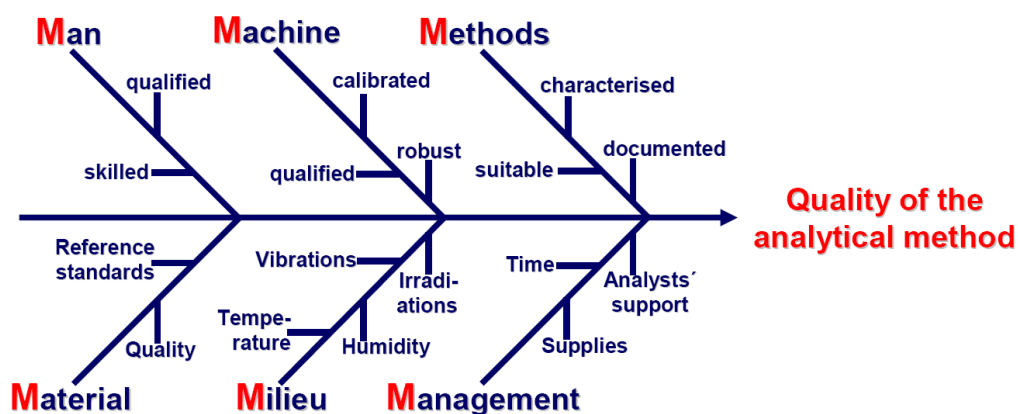 Man
Machine
Methods
qualified
skilled
calibrated
qualified
robust
characterised
suitable
documented
Quality of the
analytical method
Reference
standards
Quality
Vibrations
Irradi-
ations
Tempe-
rature
Humidity
Time
Analysts´
support
Supplies
Material
Milieu
Management